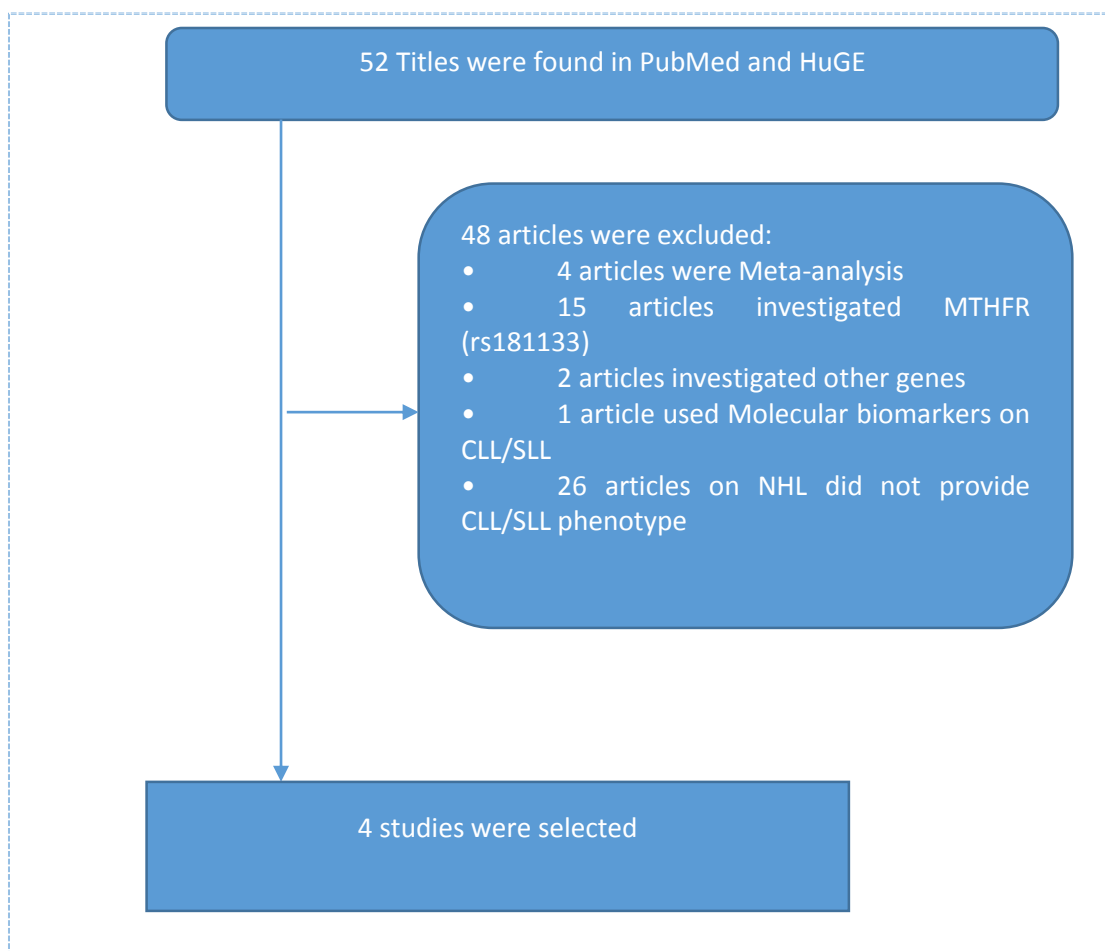 52 Titles were found in PubMed and HuGE
48 articles were excluded:
• 4 articles were Meta-analysis
• 15 articles investigated MTHFR
(rs181133)
• 2 articles investigated other genes
• 1 article used Molecular biomarkers on
CLL/SLL
• 26 articles on NHL did not provide
CLL/SLL phenotype
4 studies were selected